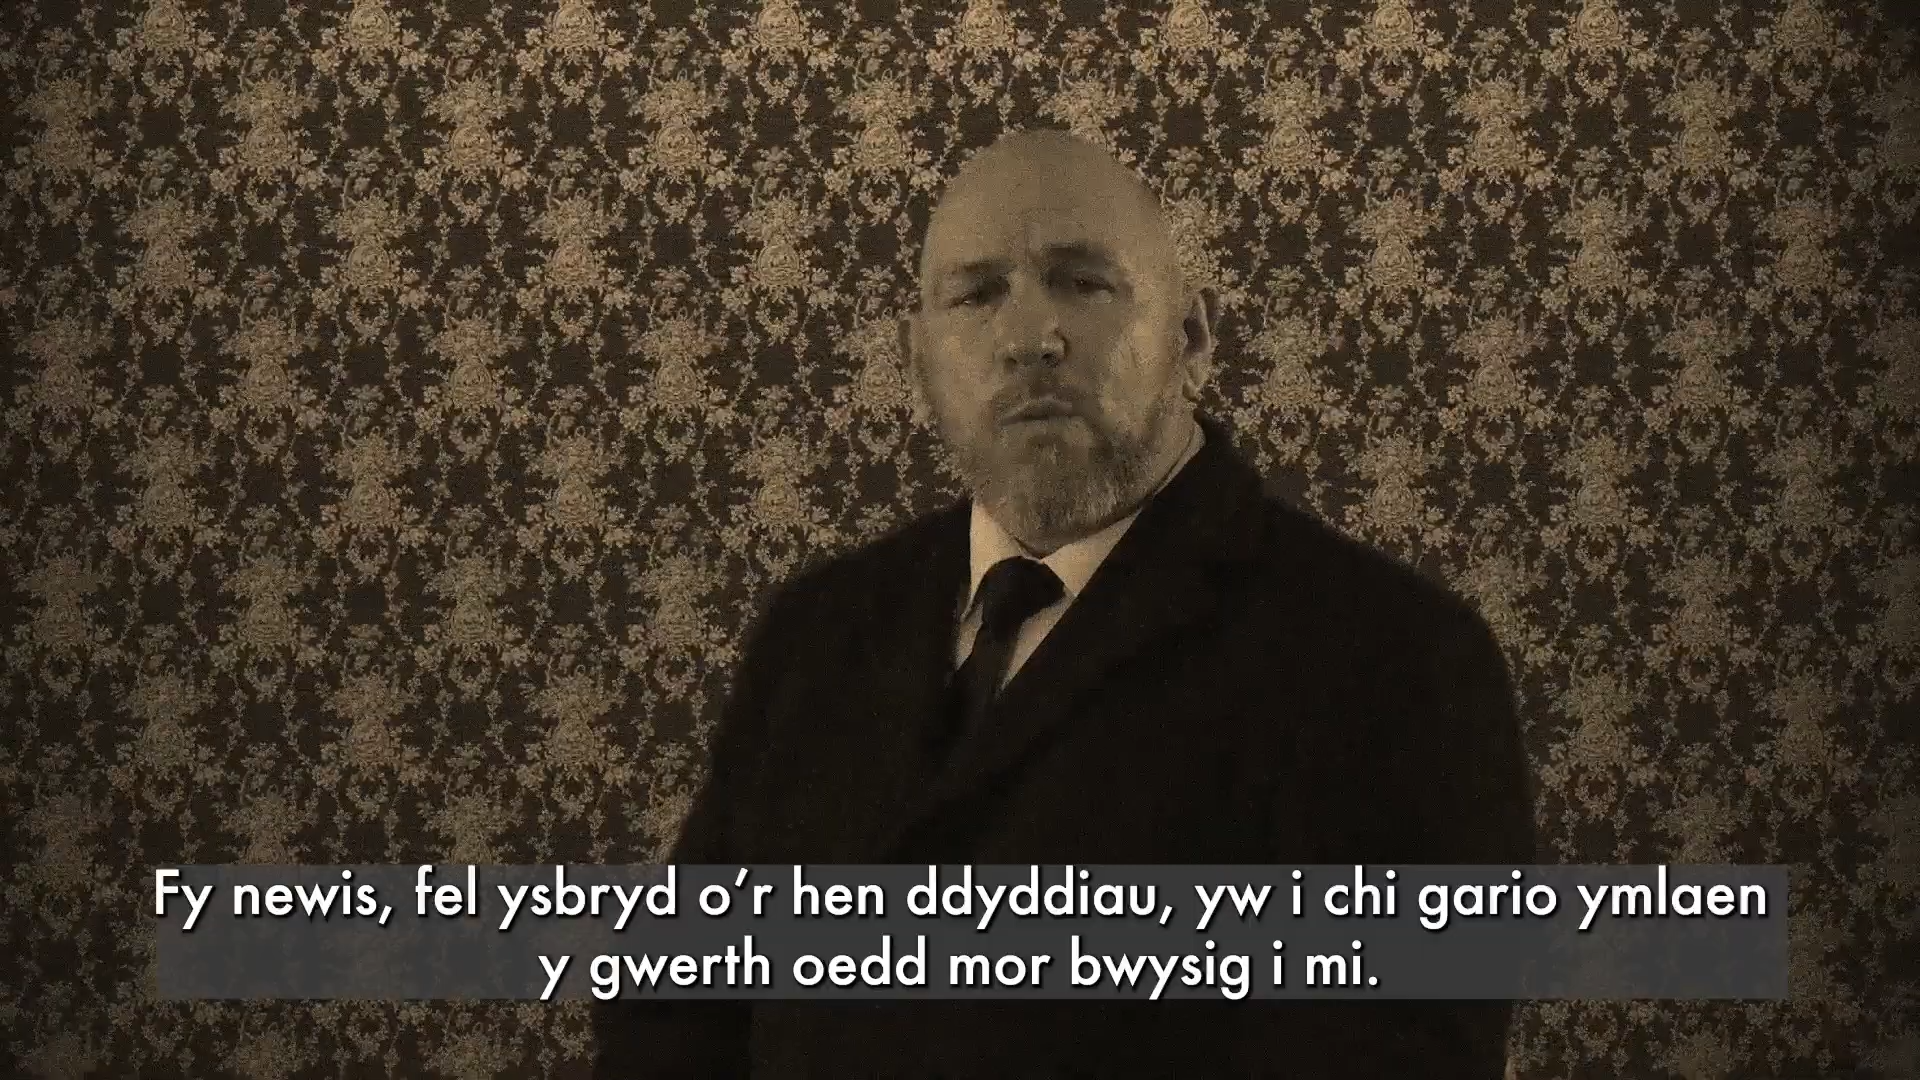 Fy newis, fel ysbryd o’r hen ddyddiau, yw i chi gario ymlaen
y gwerth oedd mor bwysig i mi.